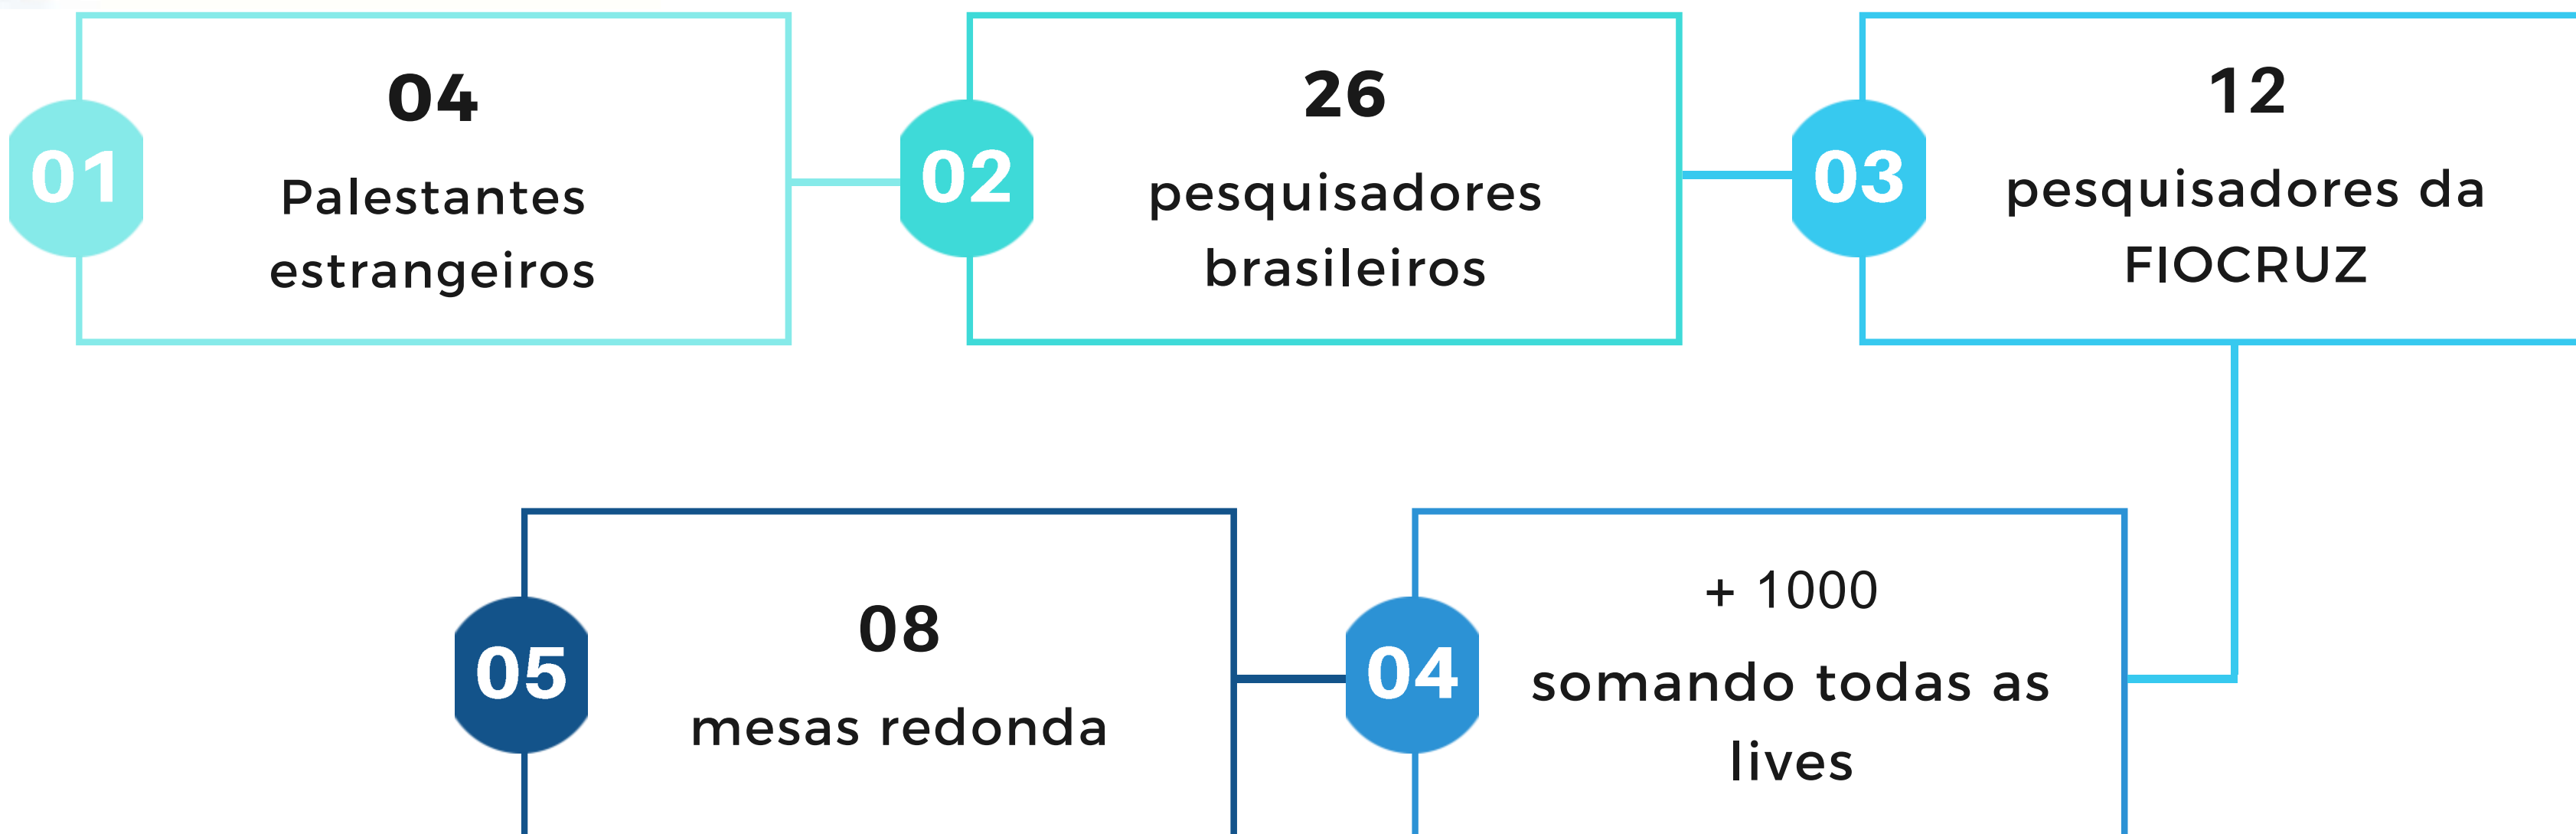 01
04
Palestantes
estrangeiros
02
26
pesquisadores
brasileiros
03
12
pesquisadores da
FIOCRUZ
04
+ 1000
somando todas as
lives
05
08
mesas redonda